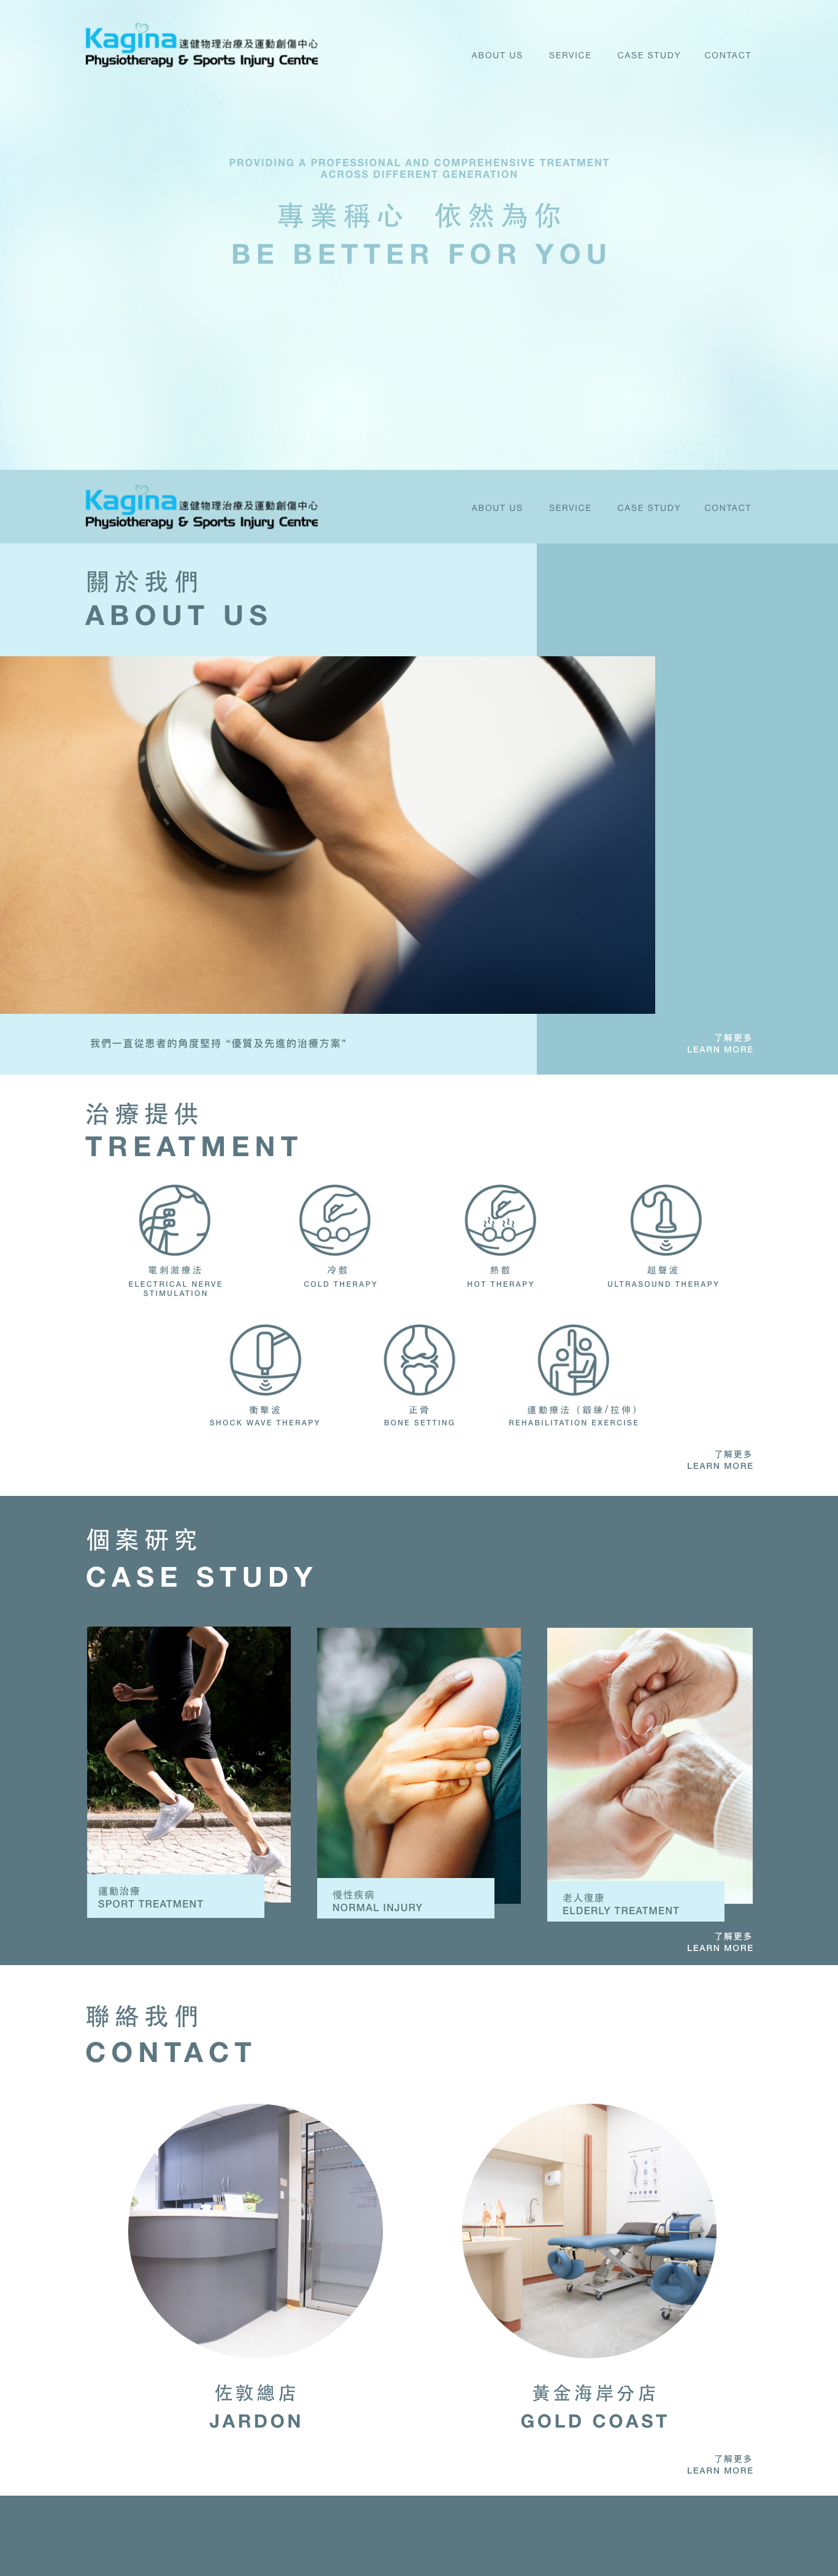 Kagina 速健物理治療及運動創傷中心
Physiotherapy & Sports Injury Centre
ABOUT US SERVICE CASE STUDY CONTACT
PROVIDING A PROFESSIONAL AND COMPREHENSIVE TREATMENT
ACROSS DIFFERENT GENERATION
專業稱心 依然為你
BE BETTER FOR YOU
Kagina 速健物理治療及運動創傷中心
Physiotherapy & Sports Injury Centre
ABOUT US SERVICE CASE STUDY CONTACT
關於我們
ABOUT US
我們一直從患者的角度堅持 “優質及先進的治療方案”
了解更多
LEARN MORE
治療提供
TREATMENT
電刺激療法
ELECTRICAL NERVE
STIMULATION
冷敷
COLD THERAPY
熱敷
HOT THERAPY
超聲波
ULTRASOUND THERAPY
衝擊波
SHOCK WAVE THERAPY
正骨
BONE SETTING
運動療法 (鍛練/拉伸)
REHABILITATION EXERCISE
了解更多
LEARN MORE
個案研究
CASE STUDY
運動治療
SPORT TREATMENT
慢性疾病
NORMAL INJURY
老人復康
ELDERLY TREATMENT
了解更多
LEARN MORE
聯絡我們
CONTACT
佐敦總店
JARDON
黃金海岸分店
GOLD COAST
了解更多
LEARN MORE